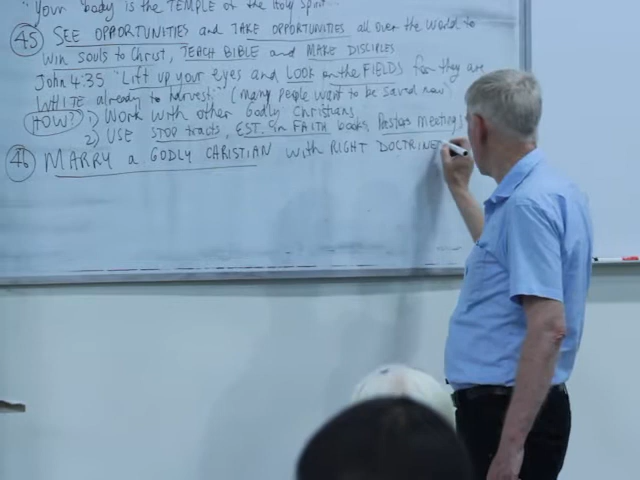 "Your body is the TEMPLE of the Holy Spirit"
45 SEE OPPORTUNITIES and TAKE OPPORTUNITIES all over the world to
win souls to Christ, TEACH BIBLE and MAKE DISCIPLES
John 4:35 "Lift up your eyes and LOOK on the FIELDS for they are
WHITE already to harvest" (many people want to be saved now)
HOW? 1) Work with other Godly Christians
2) USE STOP tracts, EST. in FAITH books, Pastors Meeting
46 MARRY a GODLY CHRISTIAN with RIGHT DOCTRINE